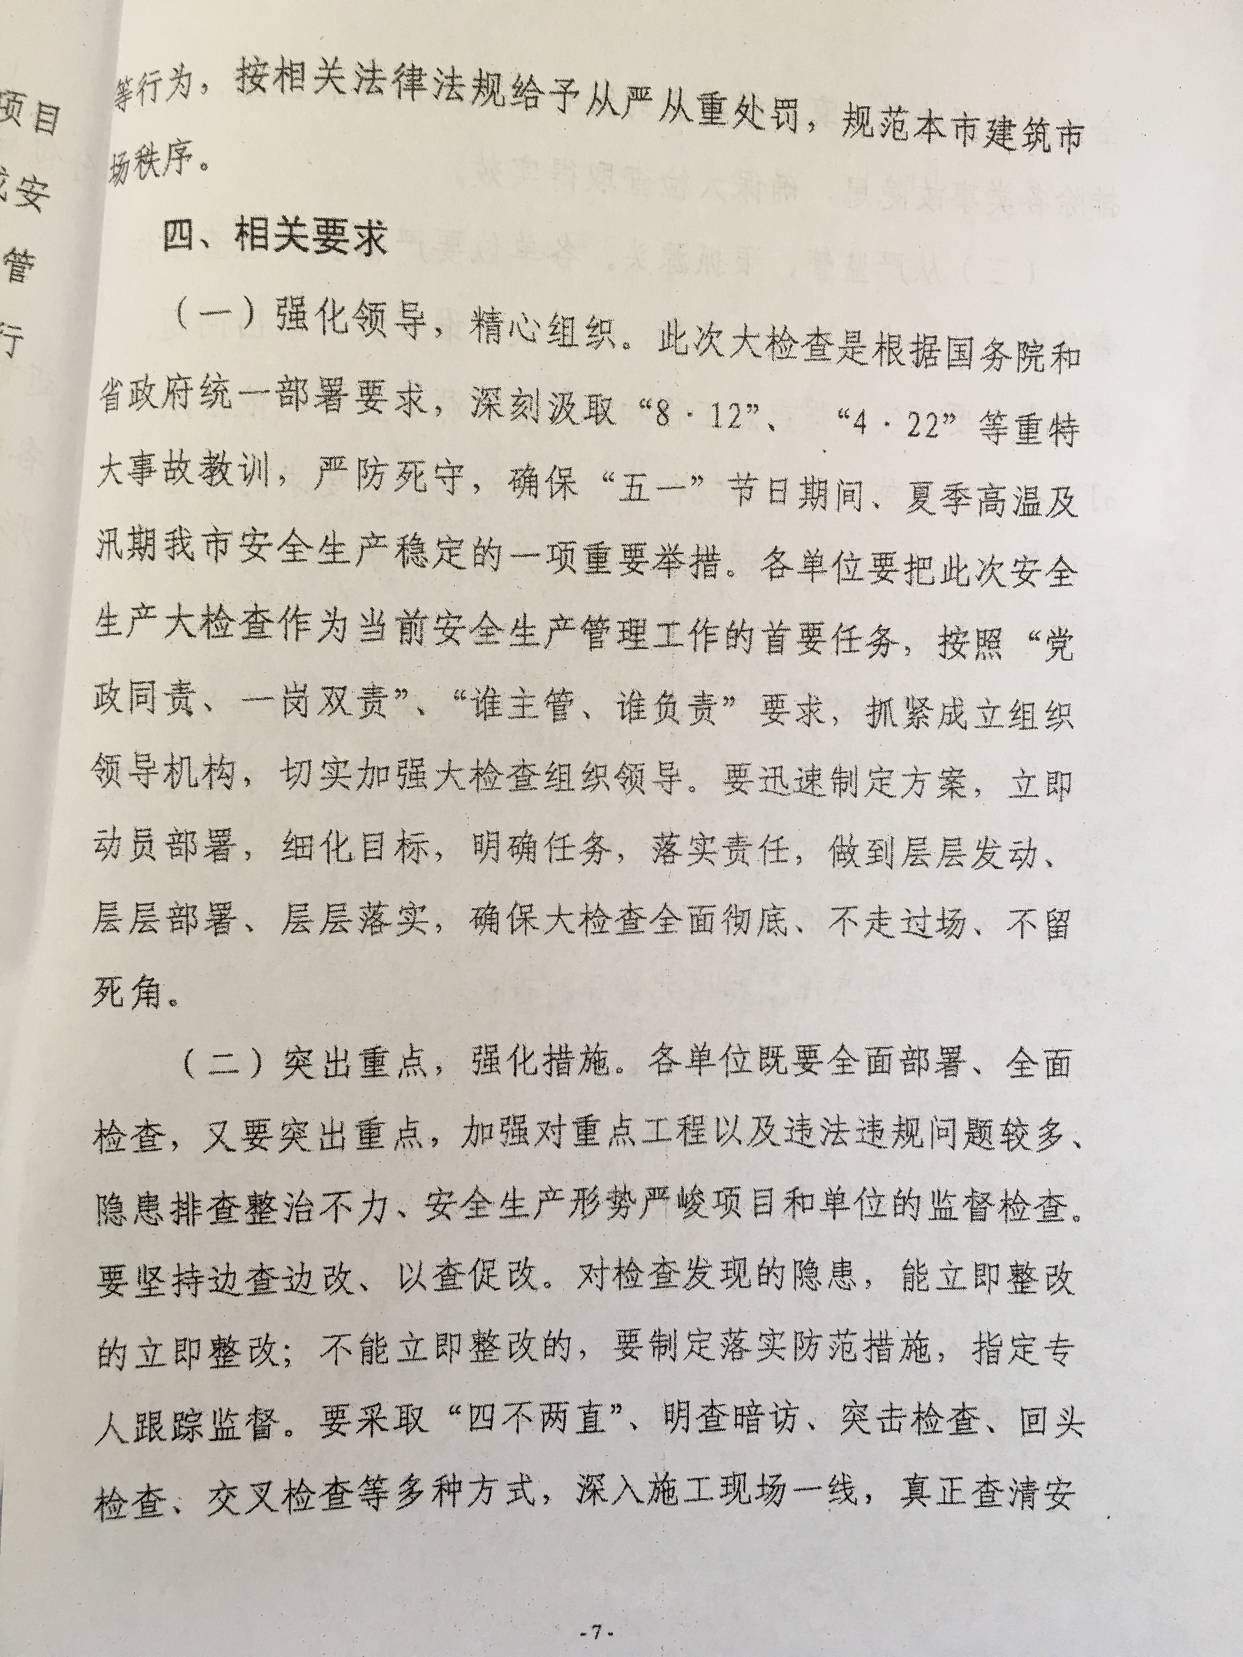 项目
安
管
行
等行为，按相关法律法规给予从严从重处罚，规范本市建筑市
场秩序。
四、相关要求
（一）强化领导，精心组织。此次大检查是根据国务院和
省政府统一部署要求，深刻汲取“8·12”、“4·22”等重特
大事故教训，严防死守，确保“五一”节日期间、夏季高温及
汛期我市安全生产稳定的一项重要举措。各单位要把此次安全
生产大检查作为当前安全生产管理工作的首要任务，按照“党
政同责、一岗双责”、“谁主管、谁负责”要求，抓紧成立组织
领导机构，切实加强大检查组织领导。要迅速制定方案，立即
动员部署，细化目标，明确任务，落实责任，做到层层发动、
层层部署、层层落实，确保大检查全面彻底、不走过场、不留
死角。
（二）突出重点，强化措施。各单位既要全面部署、全面
检查，又要突出重点，加强对重点工程以及违法违规问题较多、
隐患排查整治不力、安全生产形势严峻项目和单位的监督检查。
要坚持边查边改、以查促改。对检查发现的隐患，能立即整改
的立即整改；不能立即整改的，要制定落实防范措施，指定专
人跟踪监督。要采取“四不两直”、明查暗访、突击检查、回头
检查、交叉检查等多种方式，深入施工现场一线，真正查清安
-7-